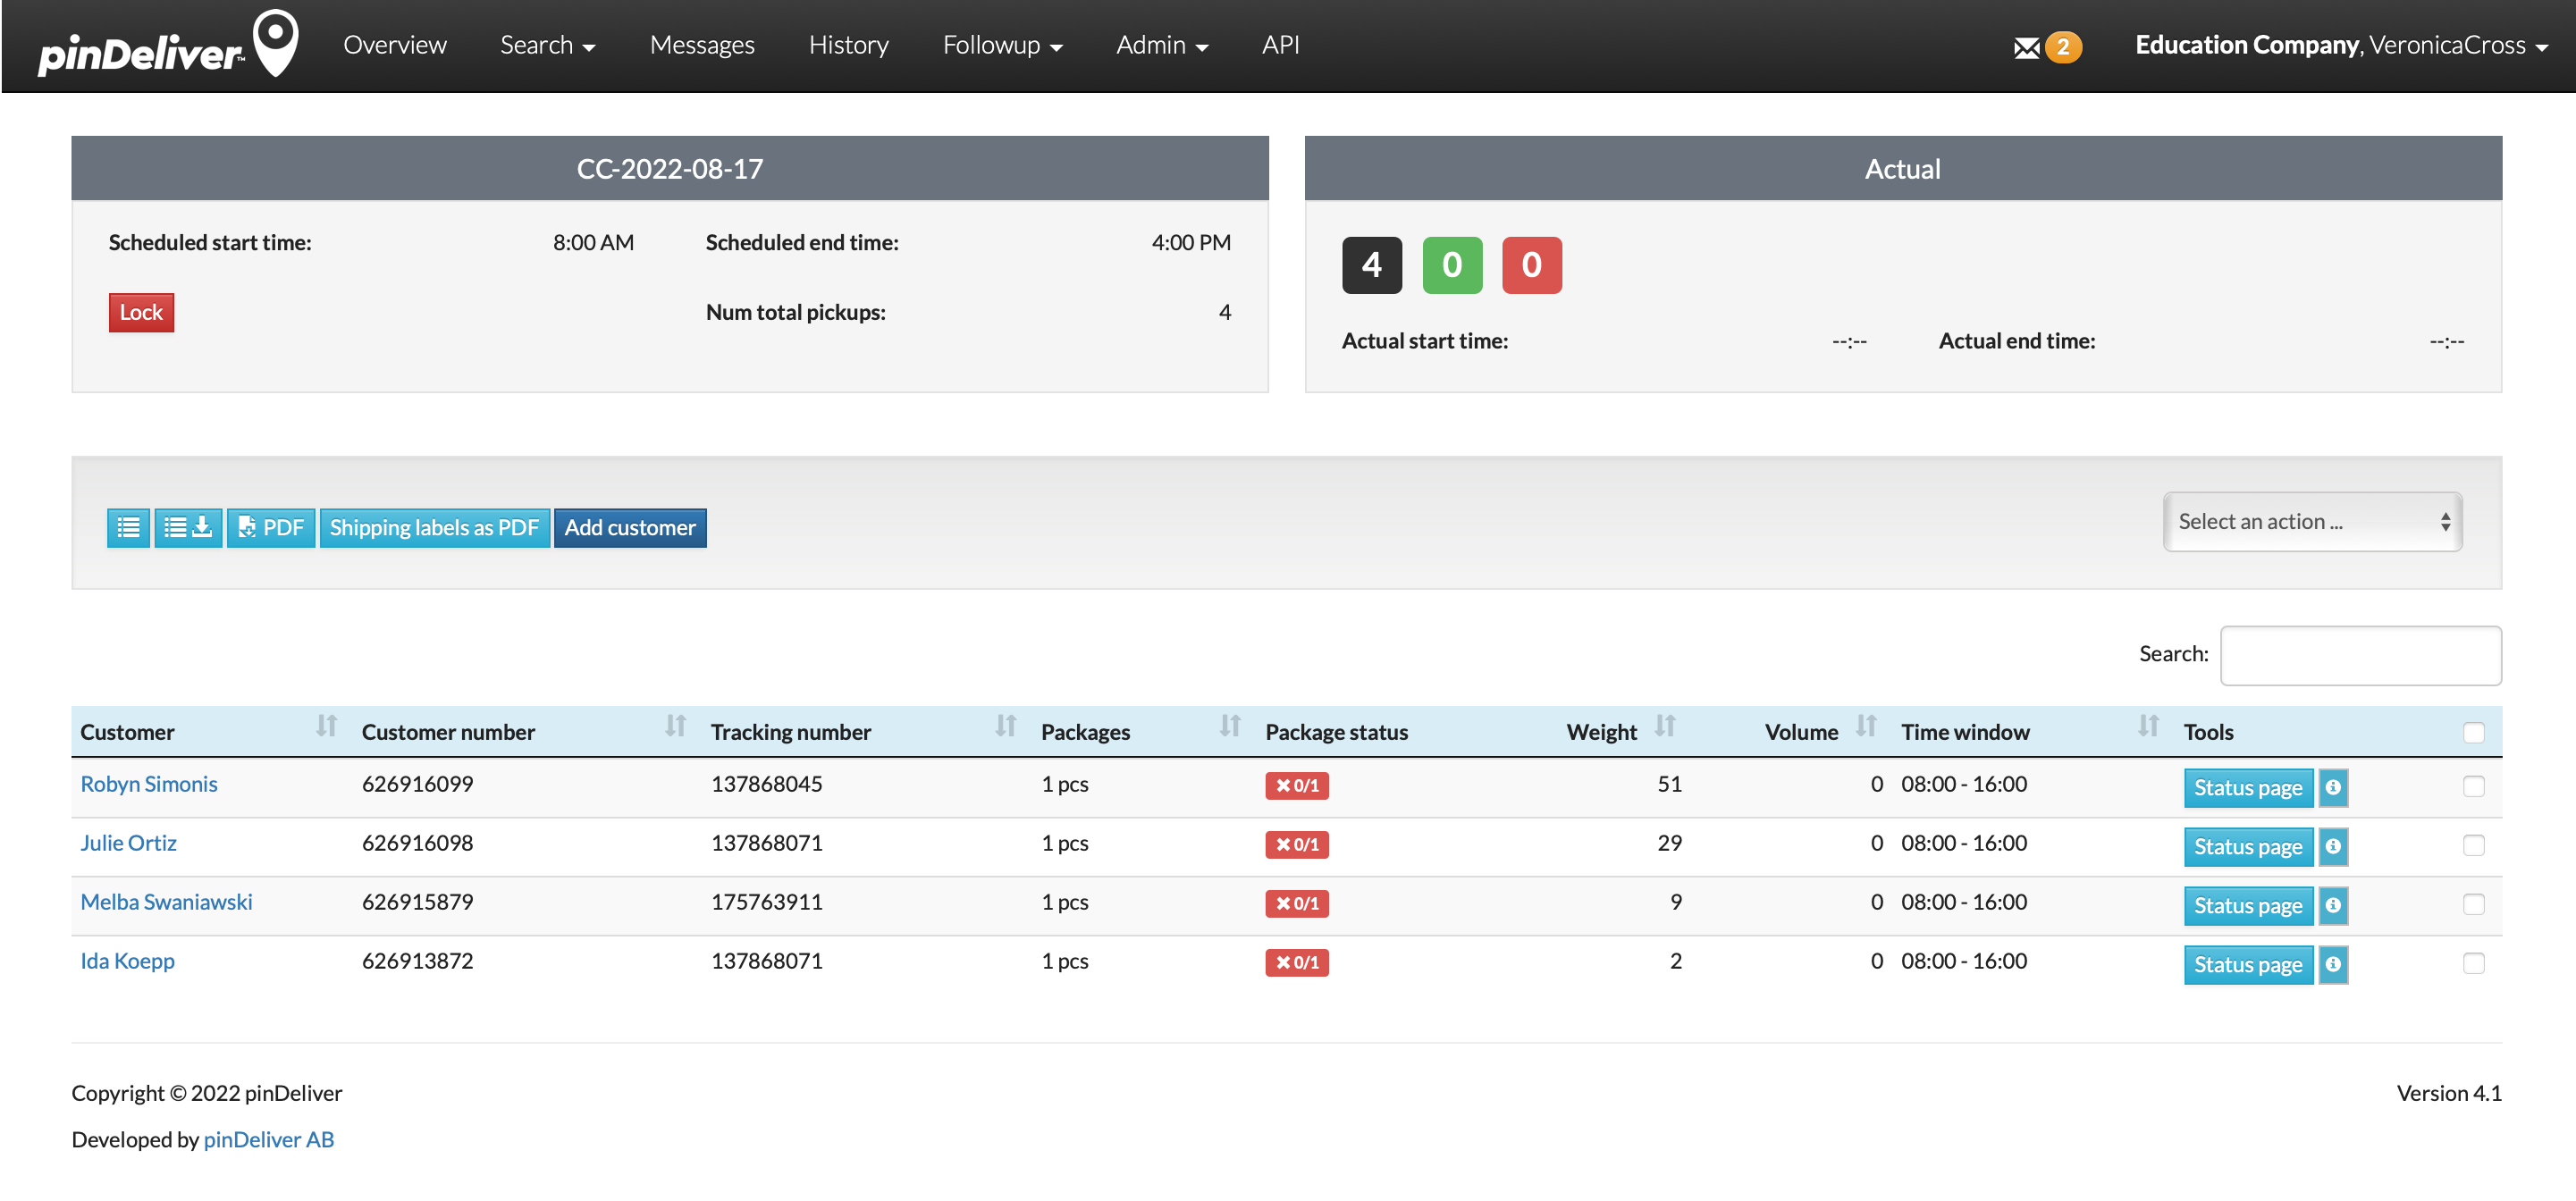 pinDeliver™ Overview Search Messages History Followup Admin API 2 Education Company, VeronicaCross
CC-2022-08-17
Scheduled start time: 8:00 AM Scheduled end time: 4:00 PM
Lock Num total pickups: 4
Actual
4 0 0
Actual start time: --:-- Actual end time: --:--
PDF Shipping labels as PDF Add customer Select an action ...
Search:
Customer Customer number Tracking number Packages Package status Weight Volume Time window Tools
Robyn Simonis 626916099 137868045 1 pcs 0/1 51 0 08:00 - 16:00 Status page
Julie Ortiz 626916098 137868071 1 pcs 0/1 29 0 08:00 - 16:00 Status page
Melba Swaniawski 626915879 175763911 1 pcs 0/1 9 0 08:00 - 16:00 Status page
Ida Koepp 626913872 137868071 1 pcs 0/1 2 0 08:00 - 16:00 Status page
Copyright © 2022 pinDeliver Version 4.1
Developed by pinDeliver AB